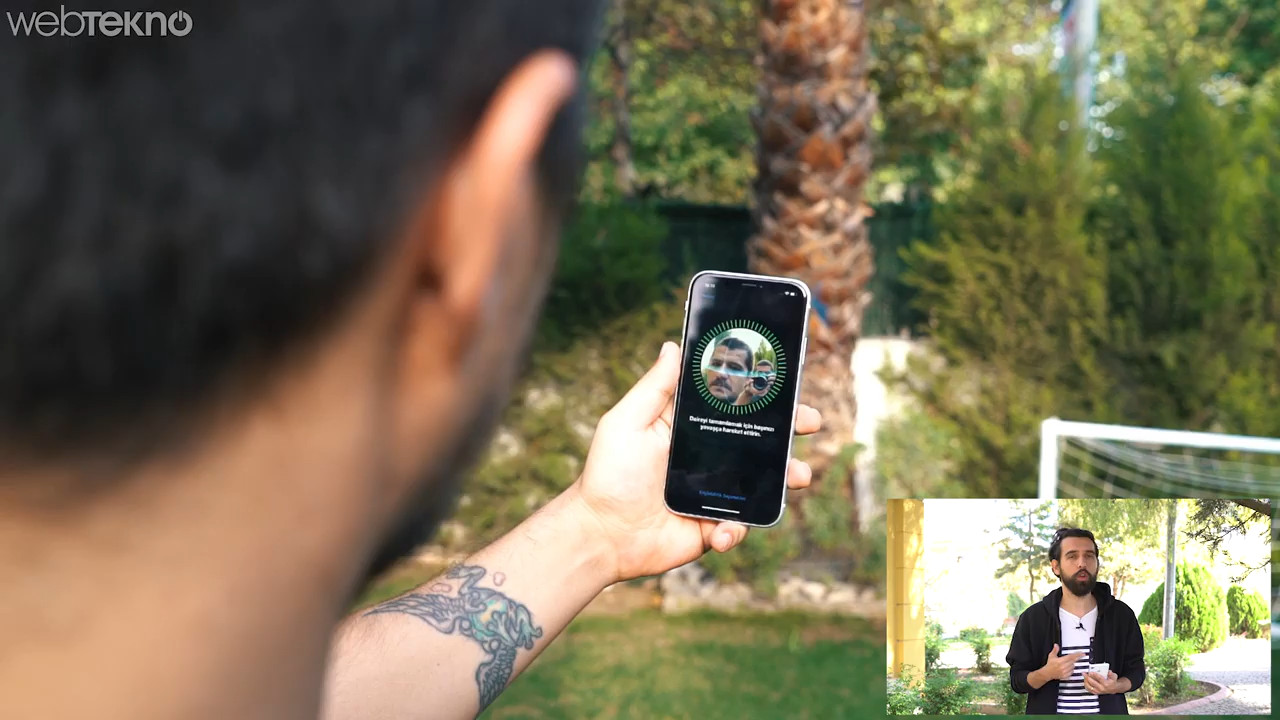 webTEKNO
Daireyi tamamlamak için başınızı
yavaşça hareket ettirin.